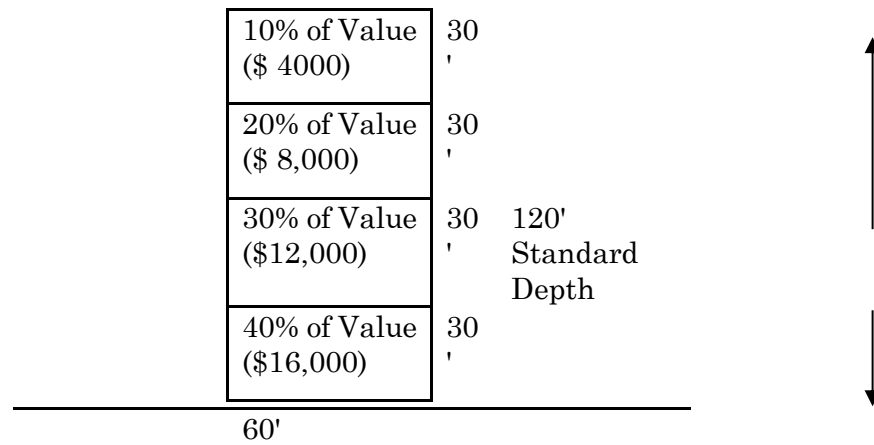 10% of Value 30
($ 4000) '
20% of Value 30
($ 8,000) '
30% of Value 30 120'
($12,000) ' Standard
Depth
40% of Value 30
($16,000) '
60'